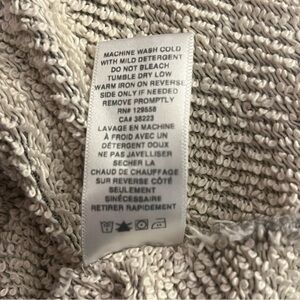 MACHINE WASH COLD
WITH MILD DETERGENT
DO NOT BLEACH
TUMBLE DRY LOW
WARM IRON ON REVERSE
SIDE ONLY IF NEEDED
REMOVE PROMPTLY
RN# 129558
CA# 38223
LAVAGE EN MACHINE
À FROID AVEC UN
DÉTERGENT DOUX
NE PAS JAVELLISER
SECHER LA
CHAUD DE CHAUFFAGE
SUR REVERSE CÔTÉ
SEULEMENT
SINÉCESSAIRE
RETIRER RAPIDEMENT